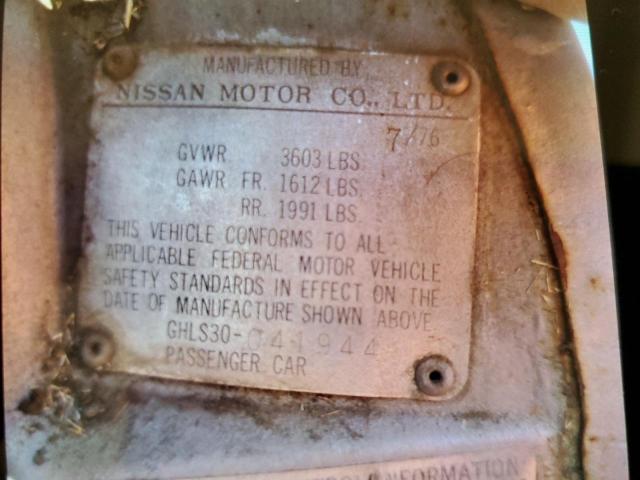 MANUFACTURED BY
NISSAN MOTOR CO., LTD.
7/76
GVWR 3603 LBS.
GAWR FR. 1612 LBS.
RR. 1991 LBS.
THIS VEHICLE CONFORMS TO ALL
APPLICABLE FEDERAL MOTOR VEHICLE
SAFETY STANDARDS IN EFFECT ON THE
DATE OF MANUFACTURE SHOWN ABOVE
GHLS30-041944
PASSENGER CAR
INFORMATION